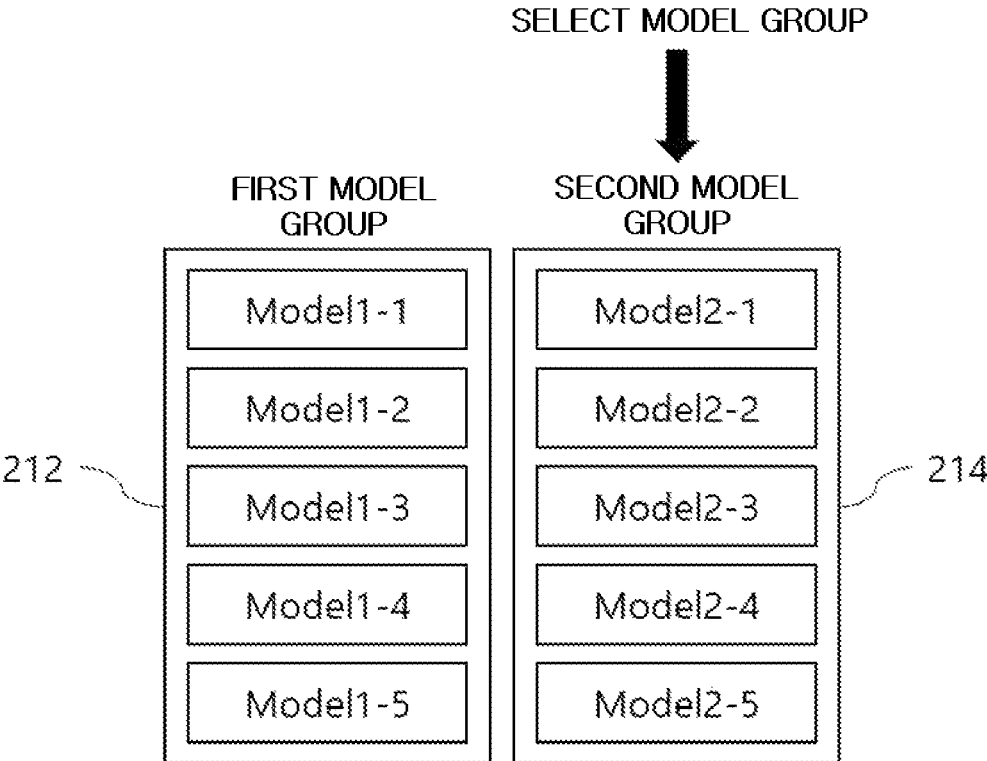 SELECT MODEL GROUP
FIRST MODEL
GROUP
SECOND MODEL
GROUP
Model1-1
Model2-1
Model1-2
Model2-2
212
Model1-3
Model2-3
214
Model1-4
Model2-4
Model1-5
Model2-5